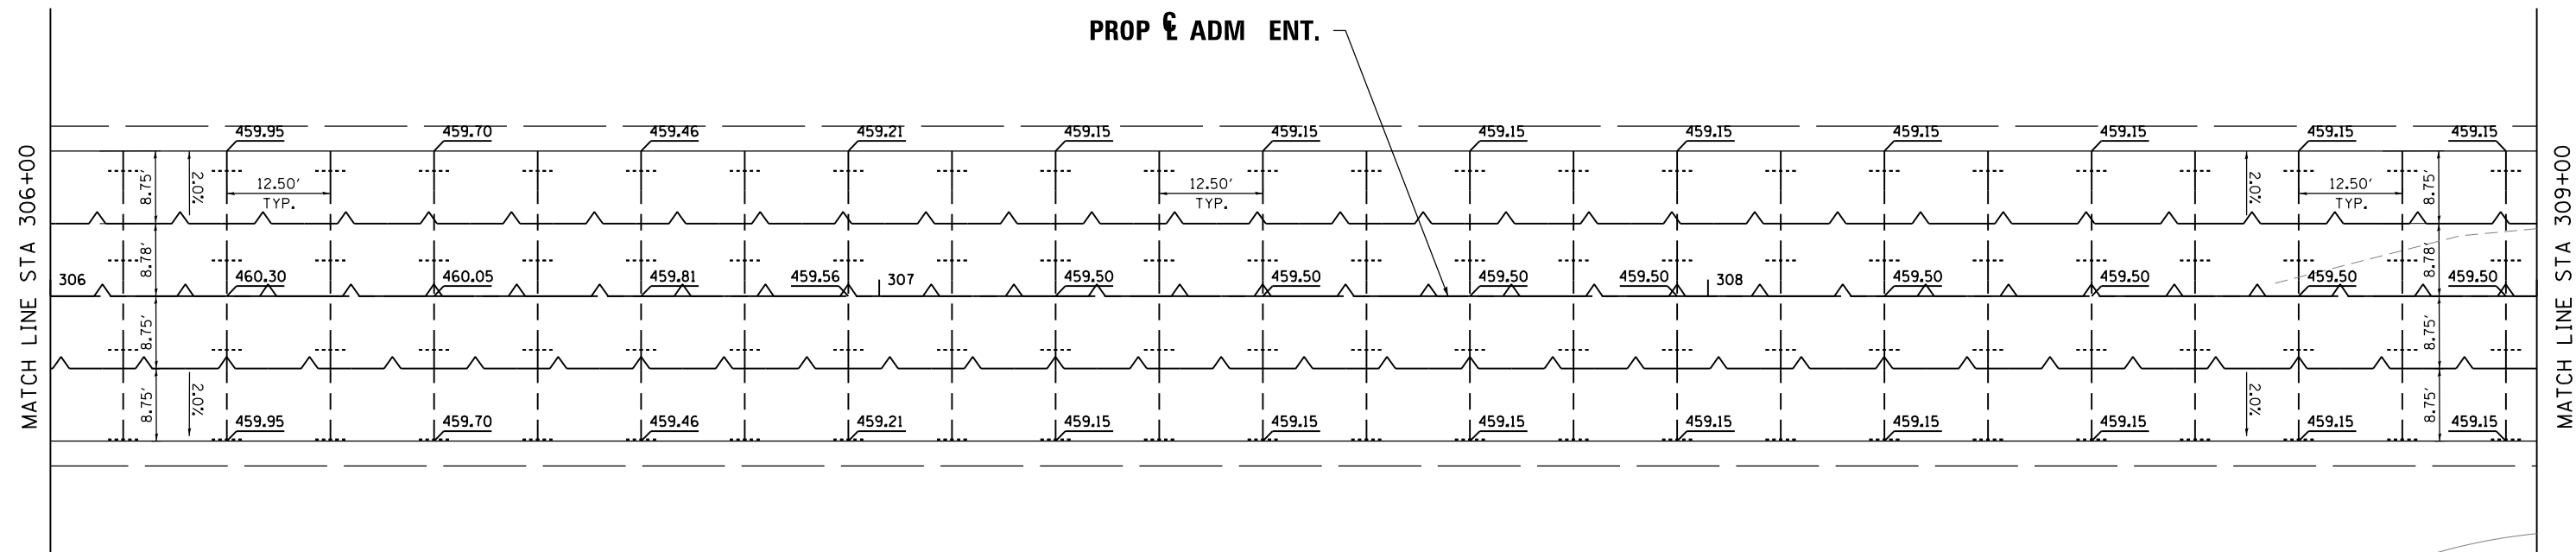 PROP ℄ ADM ENT.
MATCH LINE STA 306+00
459.95 459.70 459.46 459.21 459.15 459.15 459.15 459.15 459.15 459.15 459.15 459.15
8.75' 2.0% 12.50' TYP. 12.50' TYP. 2.0% 12.50' TYP. 8.75'
8.78' 8.78'
306 460.30 460.05 459.81 459.56 307 459.50 459.50 459.50 459.50 308 459.50 459.50 459.50 459.50
8.75' 8.75'
8.75' 2.0% 2.0% 8.75'
459.95 459.70 459.46 459.21 459.15 459.15 459.15 459.15 459.15 459.15 459.15 459.15
MATCH LINE STA 309+00